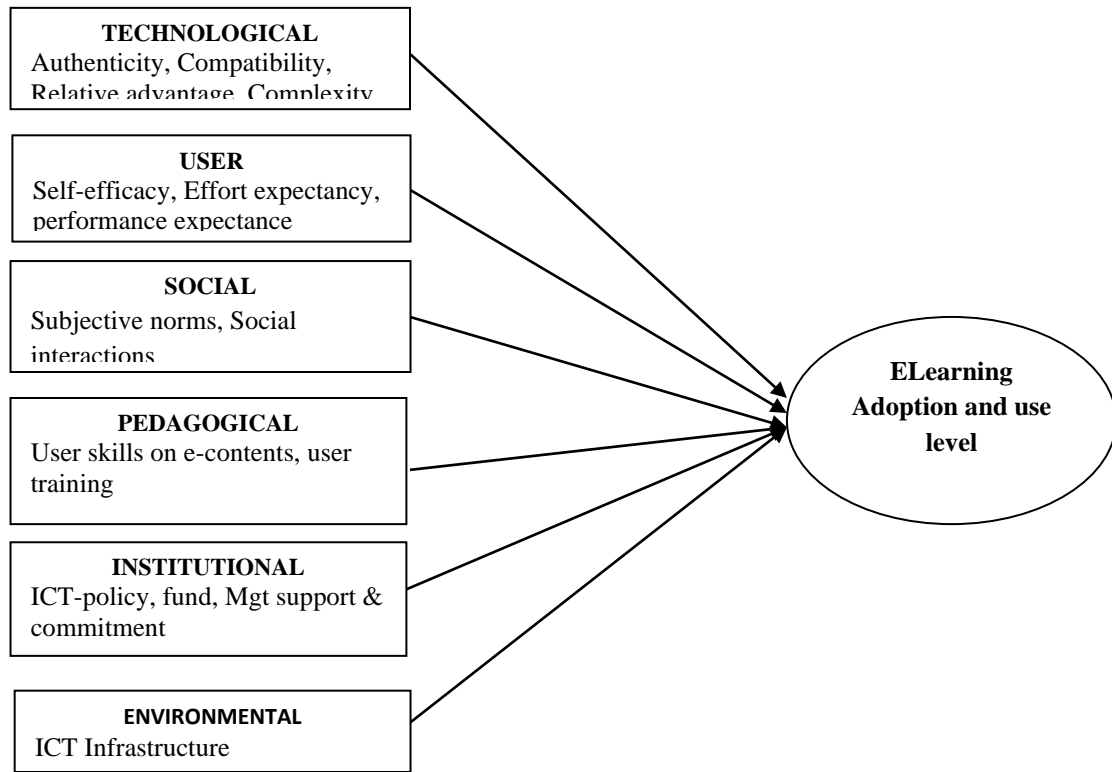 TECHNOLOGICAL
Authenticity, Compatibility,
Relative advantage, Complexity
USER
Self-efficacy, Effort expectancy,
performance expectance
SOCIAL
Subjective norms, Social
interactions
PEDAGOGICAL
User skills on e-contents, user
training
INSTITUTIONAL
ICT-policy, fund, Mgt support &
commitment
ENVIRONMENTAL
ICT Infrastructure
ELearning
Adoption and use
level